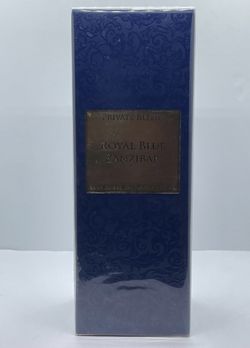 PRIVATE BLEND
ROYAL BLUE
ZANZIBAR